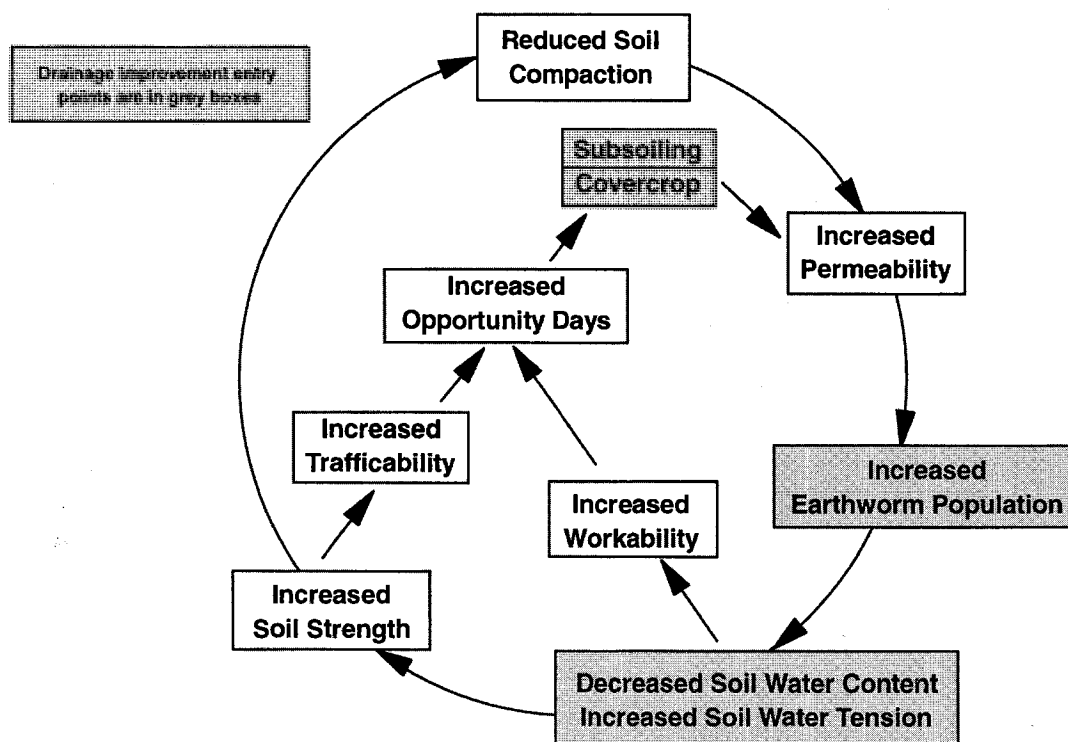 Reduced Soil
Compaction
Drainage improvement entry
points are in grey boxes
Subsoiling
Covercrop
Increased
Permeability
Increased
Opportunity Days
Increased
Trafficability
Increased
Earthworm Population
Increased
Workability
Increased
Soil Strength
Decreased Soil Water Content
Increased Soil Water Tension